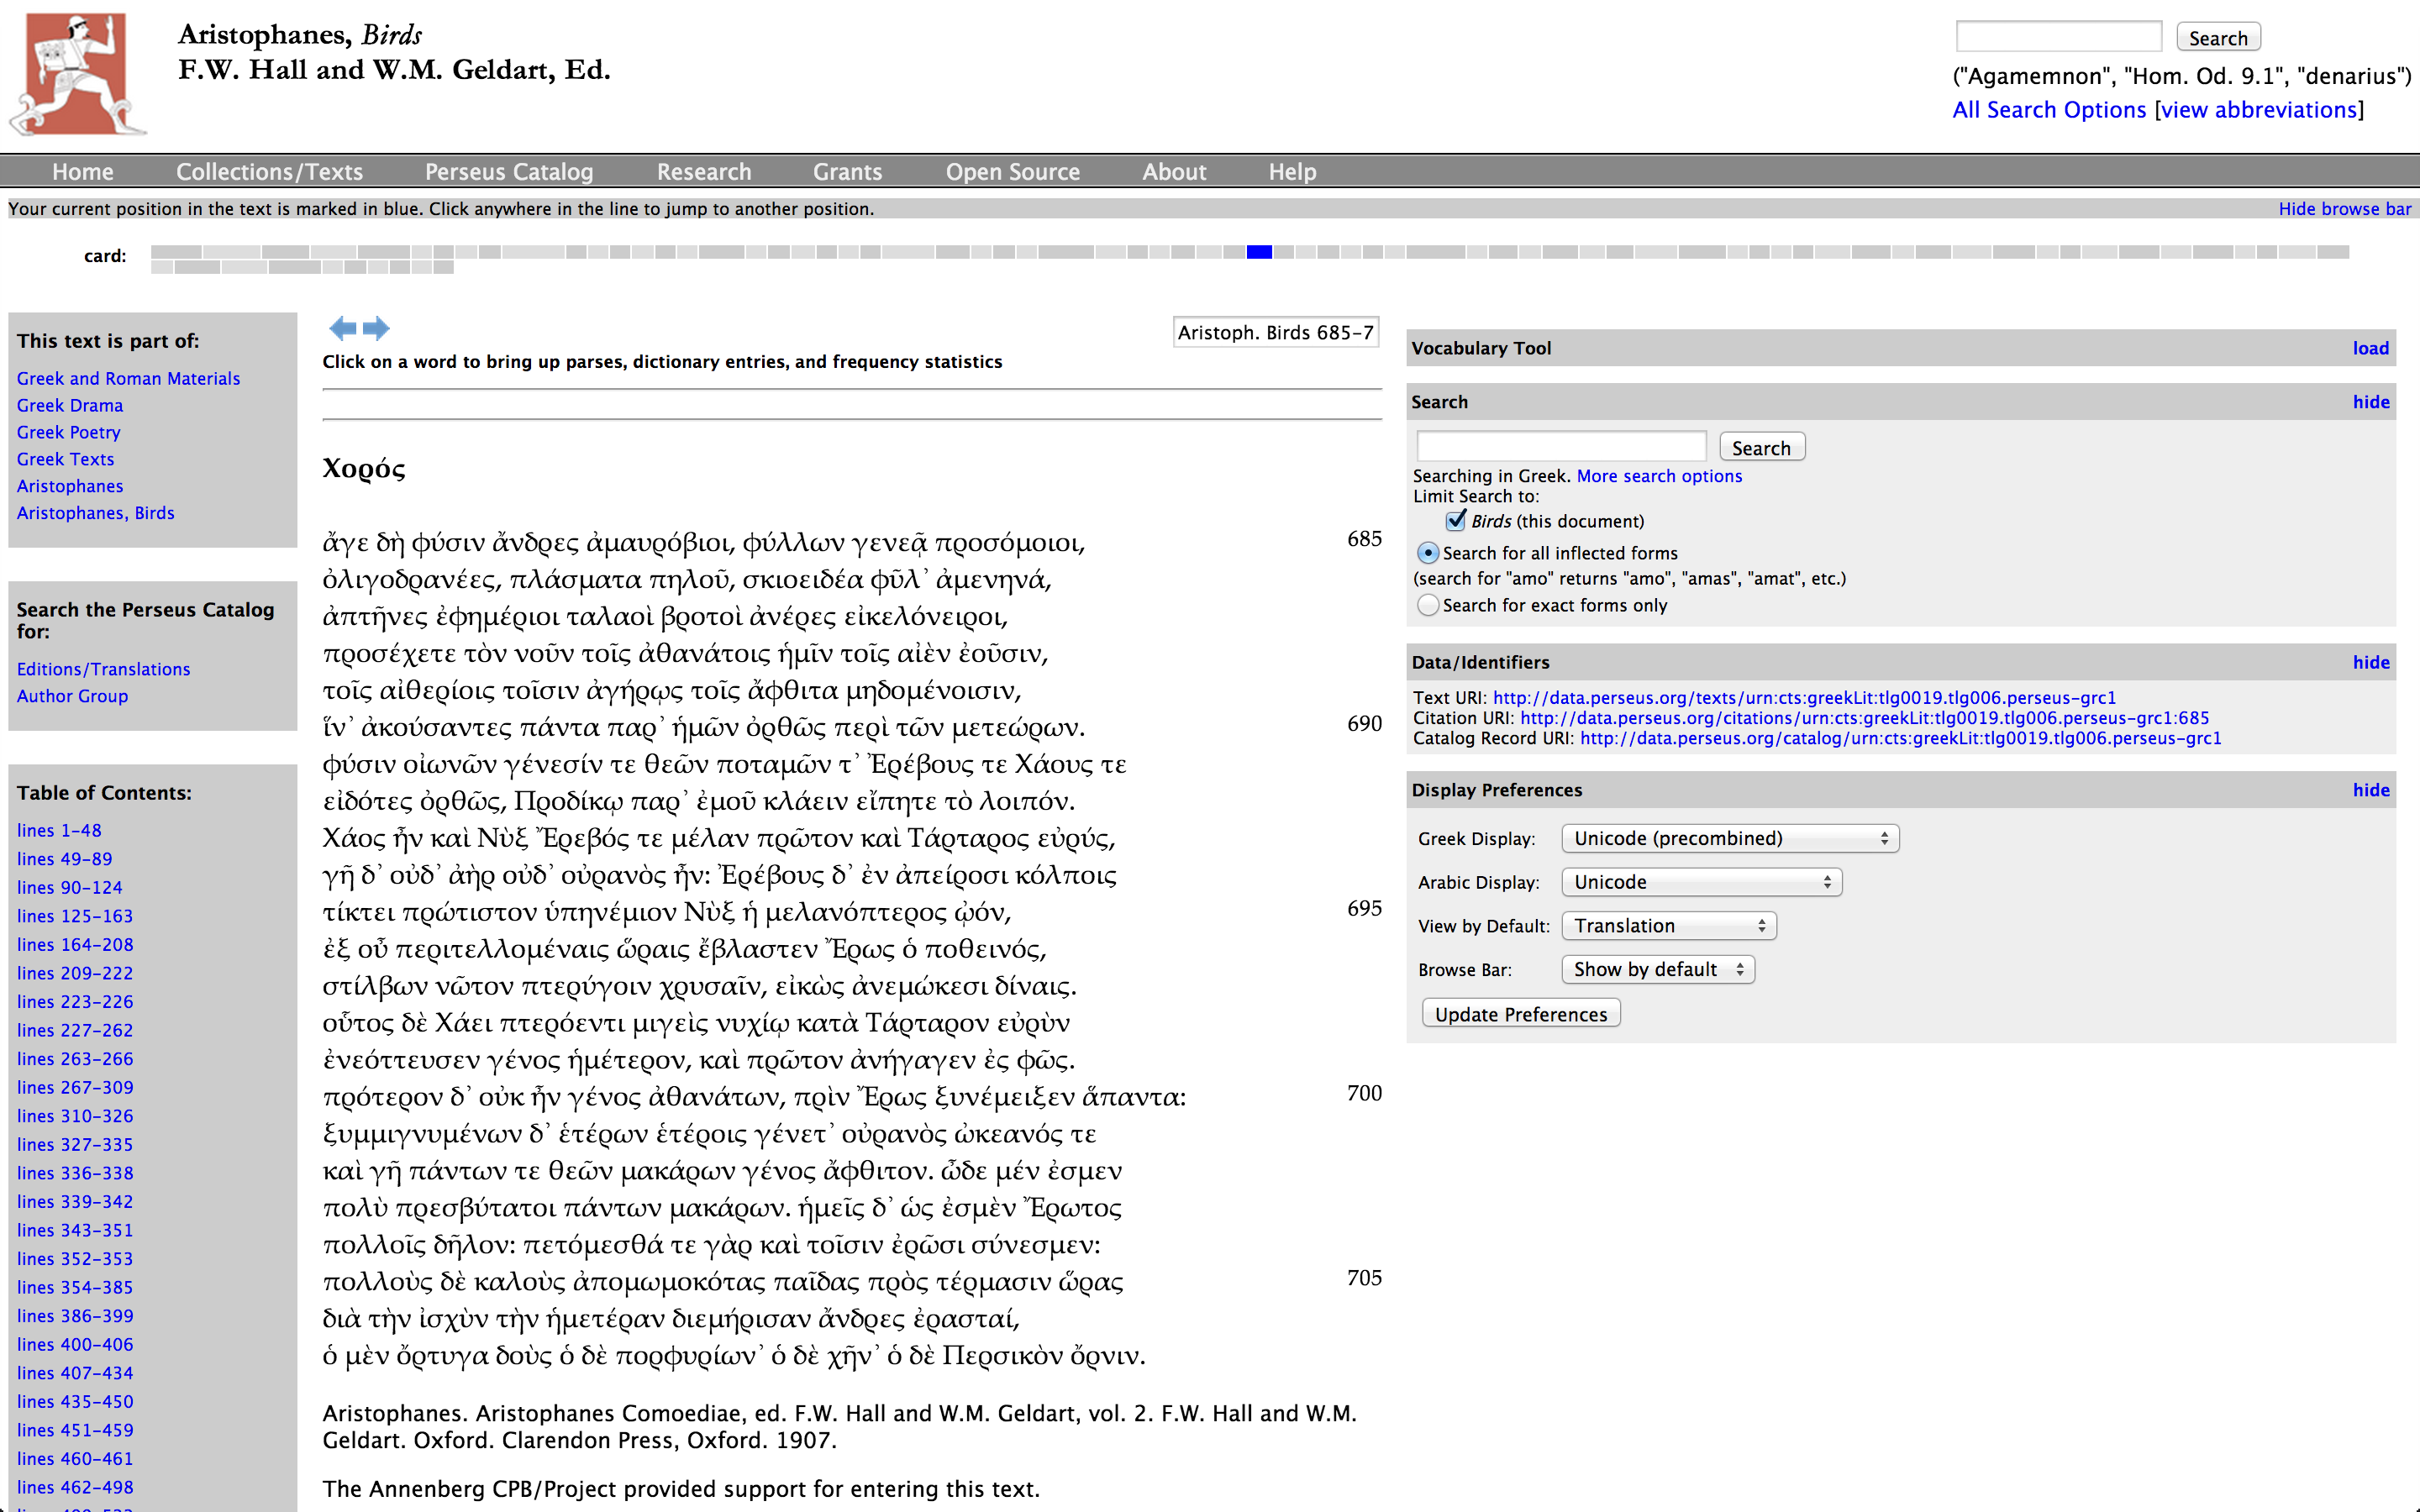 Aristophanes, Birds
F.W. Hall and W.M. Geldart, Ed.
Search
("Agamemnon", "Hom. Od. 9.1", "denarius")
All Search Options [view abbreviations]
Home Collections/Texts Perseus Catalog Research Grants Open Source About Help
Your current position in the text is marked in blue. Click anywhere in the line to jump to another position.
Hide browse bar
card:
This text is part of:
Greek and Roman Materials
Greek Drama
Greek Poetry
Greek Texts
Aristophanes
Aristophanes, Birds
Search the Perseus Catalog
for:
Editions/Translations
Author Group
Table of Contents:
lines 1-48
lines 49-89
lines 90-124
lines 125-163
lines 164-208
lines 209-222
lines 223-226
lines 227-262
lines 263-266
lines 267-309
lines 310-326
lines 327-335
lines 336-338
lines 339-342
lines 343-351
lines 352-353
lines 354-385
lines 386-399
lines 400-406
lines 407-434
lines 435-450
lines 451-459
lines 460-461
lines 462-498
Aristoph. Birds 685-7
Click on a word to bring up parses, dictionary entries, and frequency statistics
Χορός
ἄγε δὴ φύσιν ἄνδρες ἀμαυρόβιοι, φύλλων γενεᾷ προσόμοιοι, 685
ὀλιγοδρανέες, πλάσματα πηλοῦ, σκιοειδέα φῦλ᾽ ἀμενηνά,
ἀπτῆνες ἐφημέριοι ταλαοὶ βροτοὶ ἀνέρες εἰκελόνειροι,
προσέχετε τὸν νοῦν τοῖς ἀθανάτοις ἡμῖν τοῖς αἰὲν ἐοῦσιν,
τοῖς αἰθερίοις τοῖσιν ἀγήρῳς τοῖς ἄφθιτα μηδομένοισιν,
ἵν᾽ ἀκούσαντες πάντα παρ᾽ ἡμῶν ὀρθῶς περὶ τῶν μετεώρων. 690
φύσιν οἰωνῶν γένεσίν τε θεῶν ποταμῶν τ᾽ Ἐρέβους τε Χάους τε
εἰδότες ὀρθῶς, Προδίκῳ παρ᾽ ἐμοῦ κλάειν εἴπητε τὸ λοιπόν.
Χάος ἦν καὶ Νὺξ Ἔρεβός τε μέλαν πρῶτον καὶ Τάρταρος εὐρύς,
γῆ δ᾽ οὐδ᾽ ἀὴρ οὐδ᾽ οὐρανὸς ἦν: Ἐρέβους δ᾽ ἐν ἀπείροσι κόλποις
τίκτει πρώτιστον ὑπηνέμιον Νὺξ ἡ μελανόπτερος ᾠόν, 695
ἐξ οὗ περιτελλομέναις ὥραις ἔβλαστεν Ἔρως ὁ ποθεινός,
στίλβων νῶτον πτερύγοιν χρυσαῖν, εἰκὼς ἀνεμώκεσι δίναις.
οὗτος δὲ Χάει πτερόεντι μιγεὶς νυχίῳ κατὰ Τάρταρον εὐρὺν
ἐνεόττευσεν γένος ἡμέτερον, καὶ πρῶτον ἀνήγαγεν ἐς φῶς.
πρότερον δ᾽ οὐκ ἦν γένος ἀθανάτων, πρὶν Ἔρως ξυνέμειξεν ἅπαντα: 700
ξυμμιγνυμένων δ᾽ ἑτέρων ἑτέροις γένετ᾽ οὐρανὸς ὠκεανός τε
καὶ γῆ πάντων τε θεῶν μακάρων γένος ἄφθιτον. ὧδε μέν ἐσμεν
πολὺ πρεσβύτατοι πάντων μακάρων. ἡμεῖς δ᾽ ὡς ἐσμὲν Ἔρωτος
πολλοῖς δῆλον: πετόμεσθά τε γὰρ καὶ τοῖσιν ἐρῶσι σύνεσμεν:
πολλοὺς δὲ καλοὺς ἀπομωμοκότας παῖδας πρὸς τέρμασιν ὥρας 705
διὰ τὴν ἰσχὺν τὴν ἡμετέραν διεμήρισαν ἄνδρες ἐρασταί,
ὁ μὲν ὄρτυγα δοὺς ὁ δὲ πορφυρίων᾽ ὁ δὲ χῆν᾽ ὁ δὲ Περσικὸν ὄρνιν.
Aristophanes. Aristophanes Comoediae, ed. F.W. Hall and W.M. Geldart, vol. 2. F.W. Hall and W.M.
Geldart. Oxford. Clarendon Press, Oxford. 1907.
The Annenberg CPB/Project provided support for entering this text.
Vocabulary Tool load
Search hide
Search
Searching in Greek. More search options
Limit Search to:
Birds (this document)
Search for all inflected forms
(search for "amo" returns "amo", "amas", "amat", etc.)
Search for exact forms only
Data/Identifiers hide
Text URI: http://data.perseus.org/texts/urn:cts:greekLit:tlg0019.tlg006.perseus-grc1
Citation URI: http://data.perseus.org/citations/urn:cts:greekLit:tlg0019.tlg006.perseus-grc1:685
Catalog Record URI: http://data.perseus.org/catalog/urn:cts:greekLit:tlg0019.tlg006.perseus-grc1
Display Preferences hide
Greek Display: Unicode (precombined)
Arabic Display: Unicode
View by Default: Translation
Browse Bar: Show by default
Update Preferences